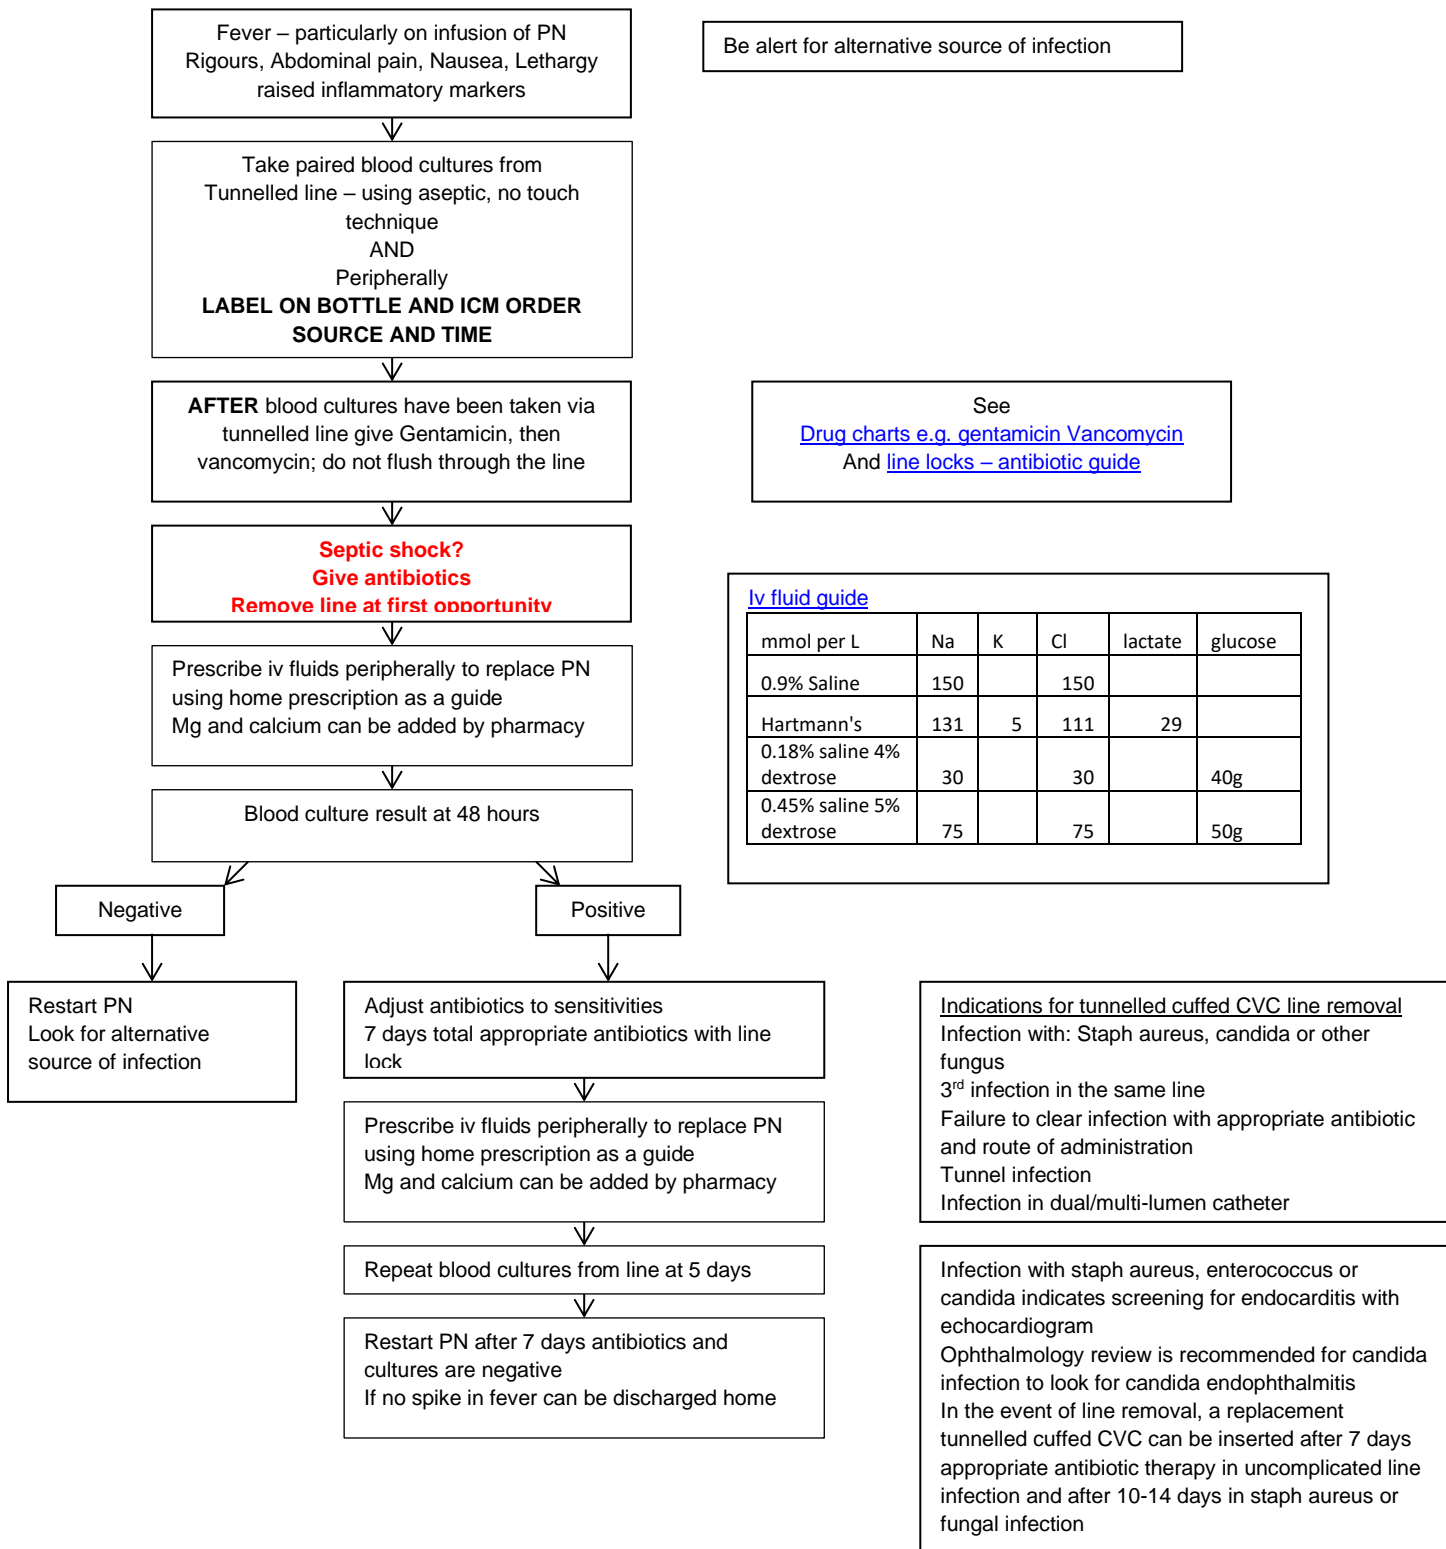 Fever – particularly on infusion of PN
Rigours, Abdominal pain, Nausea, Lethargy
raised inflammatory markers
Be alert for alternative source of infection
Take paired blood cultures from
Tunnelled line – using aseptic, no touch
technique
AND
Peripherally
LABEL ON BOTTLE AND ICM ORDER
SOURCE AND TIME
AFTER blood cultures have been taken via
tunnelled line give Gentamicin, then
vancomycin; do not flush through the line
See
Drug charts e.g. gentamicin Vancomycin
And line locks – antibiotic guide
Septic shock?
Give antibiotics
Remove line at first opportunity
Prescribe iv fluids peripherally to replace PN
using home prescription as a guide
Mg and calcium can be added by pharmacy
Iv fluid guide
mmol per L Na K Cl lactate glucose
0.9% Saline 150 150
Hartmann's 131 5 111 29
0.18% saline 4%
dextrose 30 30 40g
0.45% saline 5%
dextrose 75 75 50g
Blood culture result at 48 hours
Negative
Positive
Restart PN
Look for alternative
source of infection
Adjust antibiotics to sensitivities
7 days total appropriate antibiotics with line
lock
Prescribe iv fluids peripherally to replace PN
using home prescription as a guide
Mg and calcium can be added by pharmacy
Repeat blood cultures from line at 5 days
Restart PN after 7 days antibiotics and
cultures are negative
If no spike in fever can be discharged home
Indications for tunnelled cuffed CVC line removal
Infection with: Staph aureus, candida or other
fungus
3rd infection in the same line
Failure to clear infection with appropriate antibiotic
and route of administration
Tunnel infection
Infection in dual/multi-lumen catheter
Infection with staph aureus, enterococcus or
candida indicates screening for endocarditis with
echocardiogram
Ophthalmology review is recommended for candida
infection to look for candida endophthalmitis
In the event of line removal, a replacement
tunnelled cuffed CVC can be inserted after 7 days
appropriate antibiotic therapy in uncomplicated line
infection and after 10-14 days in staph aureus or
fungal infection